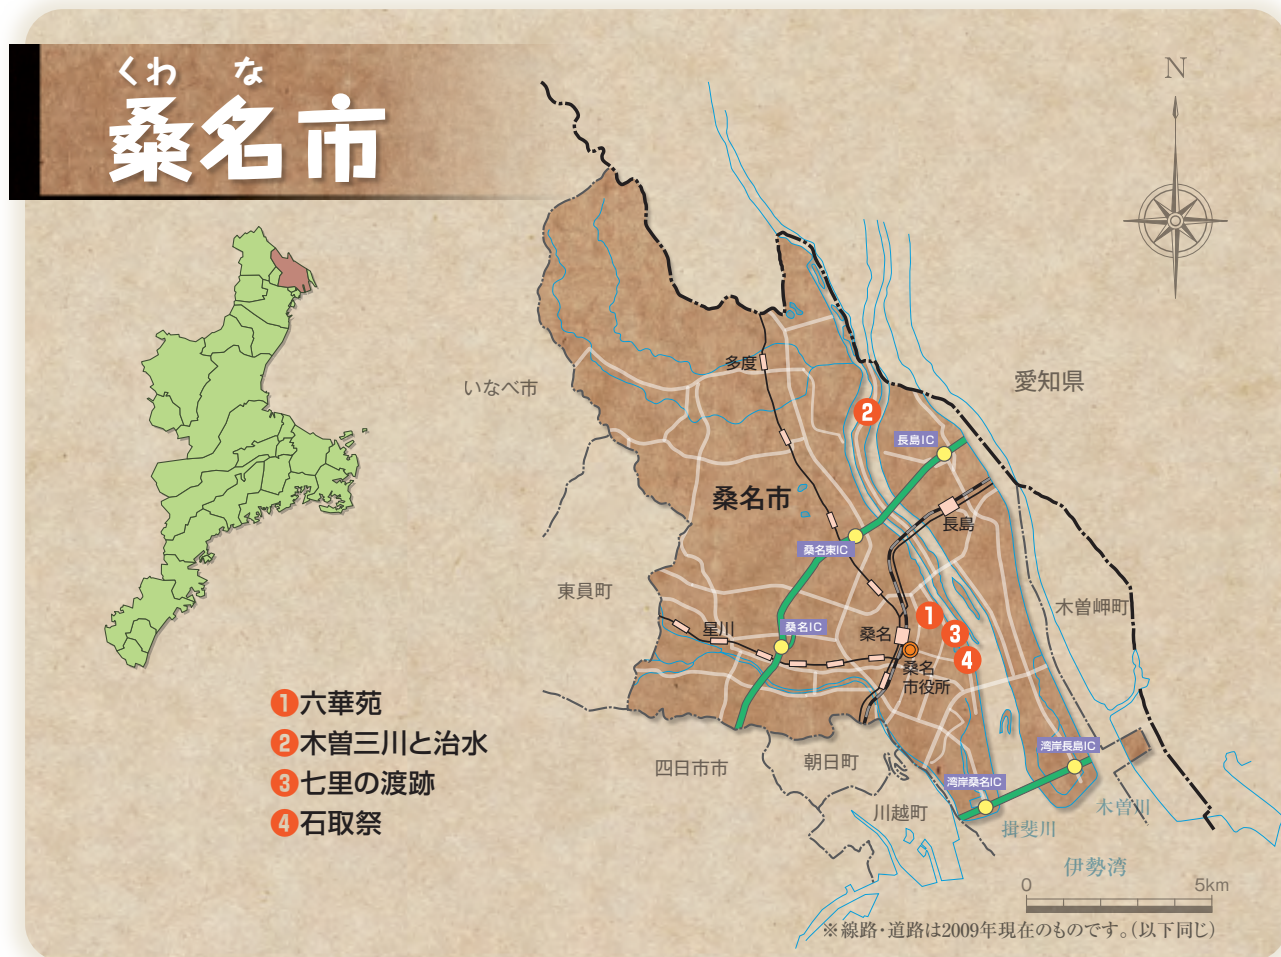 くわ な
桑名市
N
愛知県
いなべ市
多度
2
長島IC
桑名市
長島
桑名東IC
東員町
木曽岬町
星川
桑名IC
桑名
1
3
4
桑名
市役所
1 六華苑
2 木曽三川と治水
3 七里の渡跡
4 石取祭
四日市市
朝日町
川越町
湾岸長島IC
湾岸桑名IC
木曽川
揖斐川
伊勢湾
0 5km
※線路・道路は2009年現在のものです。(以下同じ)